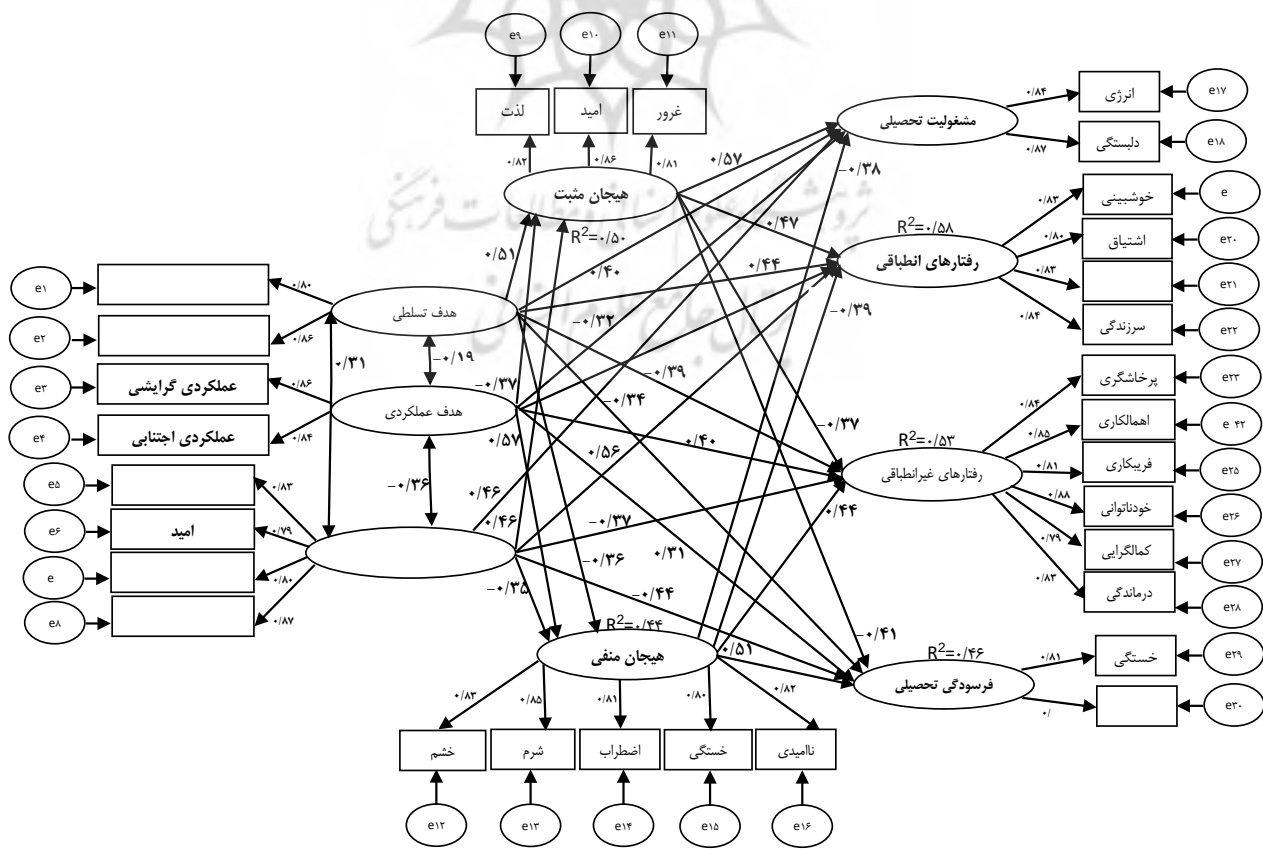 e۹
e۱۰
e۱۱
لذت
امید
غرور
۰/۸۲
۰/۸۶
۰/۸۱
هیجان مثبت
R²=۰/۵۰
مشغولیت تحصیلی
۰/۸۴
۰/۸۷
انرژی
دلبستگی
e۱۷
e۱۸
۰/۵۷
-۰/۳۸
۰/۴۷
R²=۰/۵۸
رفتارهای انطباقی
۰/۸۳
۰/۸۰
۰/۸۳
۰/۸۴
خوشبینی
اشتیاق
سرزندگی
e
e۲۰
e۲۱
e۲۲
۰/۵۱
۰/۴۰
۰/۴۴
-۰/۳۹
e۱
e۲
e۳
e۴
e۵
e۶
e
e۸
عملکردی گرایشی
عملکردی اجتنابی
امید
۰/۸۰
۰/۸۶
۰/۸۶
۰/۸۴
۰/۸۳
۰/۷۹
۰/۸۰
۰/۸۷
هدف تسلطی
هدف عملکردی
۰/۳۱
-۰/۱۹
-۰/۳۶
-۰/۳۲
-۰/۳۷
-۰/۳۹
-۰/۳۴
۰/۵۷
۰/۵۶
۰/۴۰
-۰/۳۷
۰/۴۶
۰/۴۶
-۰/۳۷
۰/۴۴
-۰/۳۶
۰/۳۱
-۰/۳۵
-۰/۴۴
R²=۰/۵۳
رفتارهای غیرانطباقی
۰/۸۴
۰/۸۵
۰/۸۱
۰/۸۸
۰/۷۹
۰/۸۳
پرخاشگری
اهمالکاری
فریبکاری
خودناتوانی
کمالگرایی
درماندگی
e۲۳
e ۴۲
e۲۵
e۲۶
e۲۷
e۲۸
R²=۰/۴۴
هیجان منفی
۰/۵۱
-۰/۴۱
R²=۰/۴۶
فرسودگی تحصیلی
۰/۸۱
۰/
خستگی
e۲۹
e۳۰
۰/۸۳
۰/۸۵
۰/۸۱
۰/۸۰
۰/۸۲
خشم
شرم
اضطراب
خستگی
ناامیدی
e۱۲
e۱۳
e۱۴
e۱۵
e۱۶